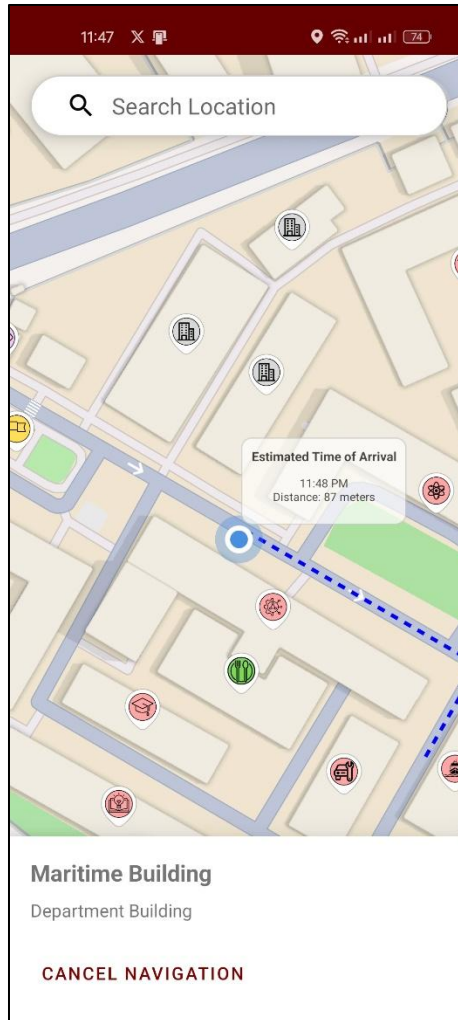 11:47
74
Search Location
Estimated Time of Arrival
11:48 PM
Distance: 87 meters
Maritime Building
Department Building
CANCEL NAVIGATION